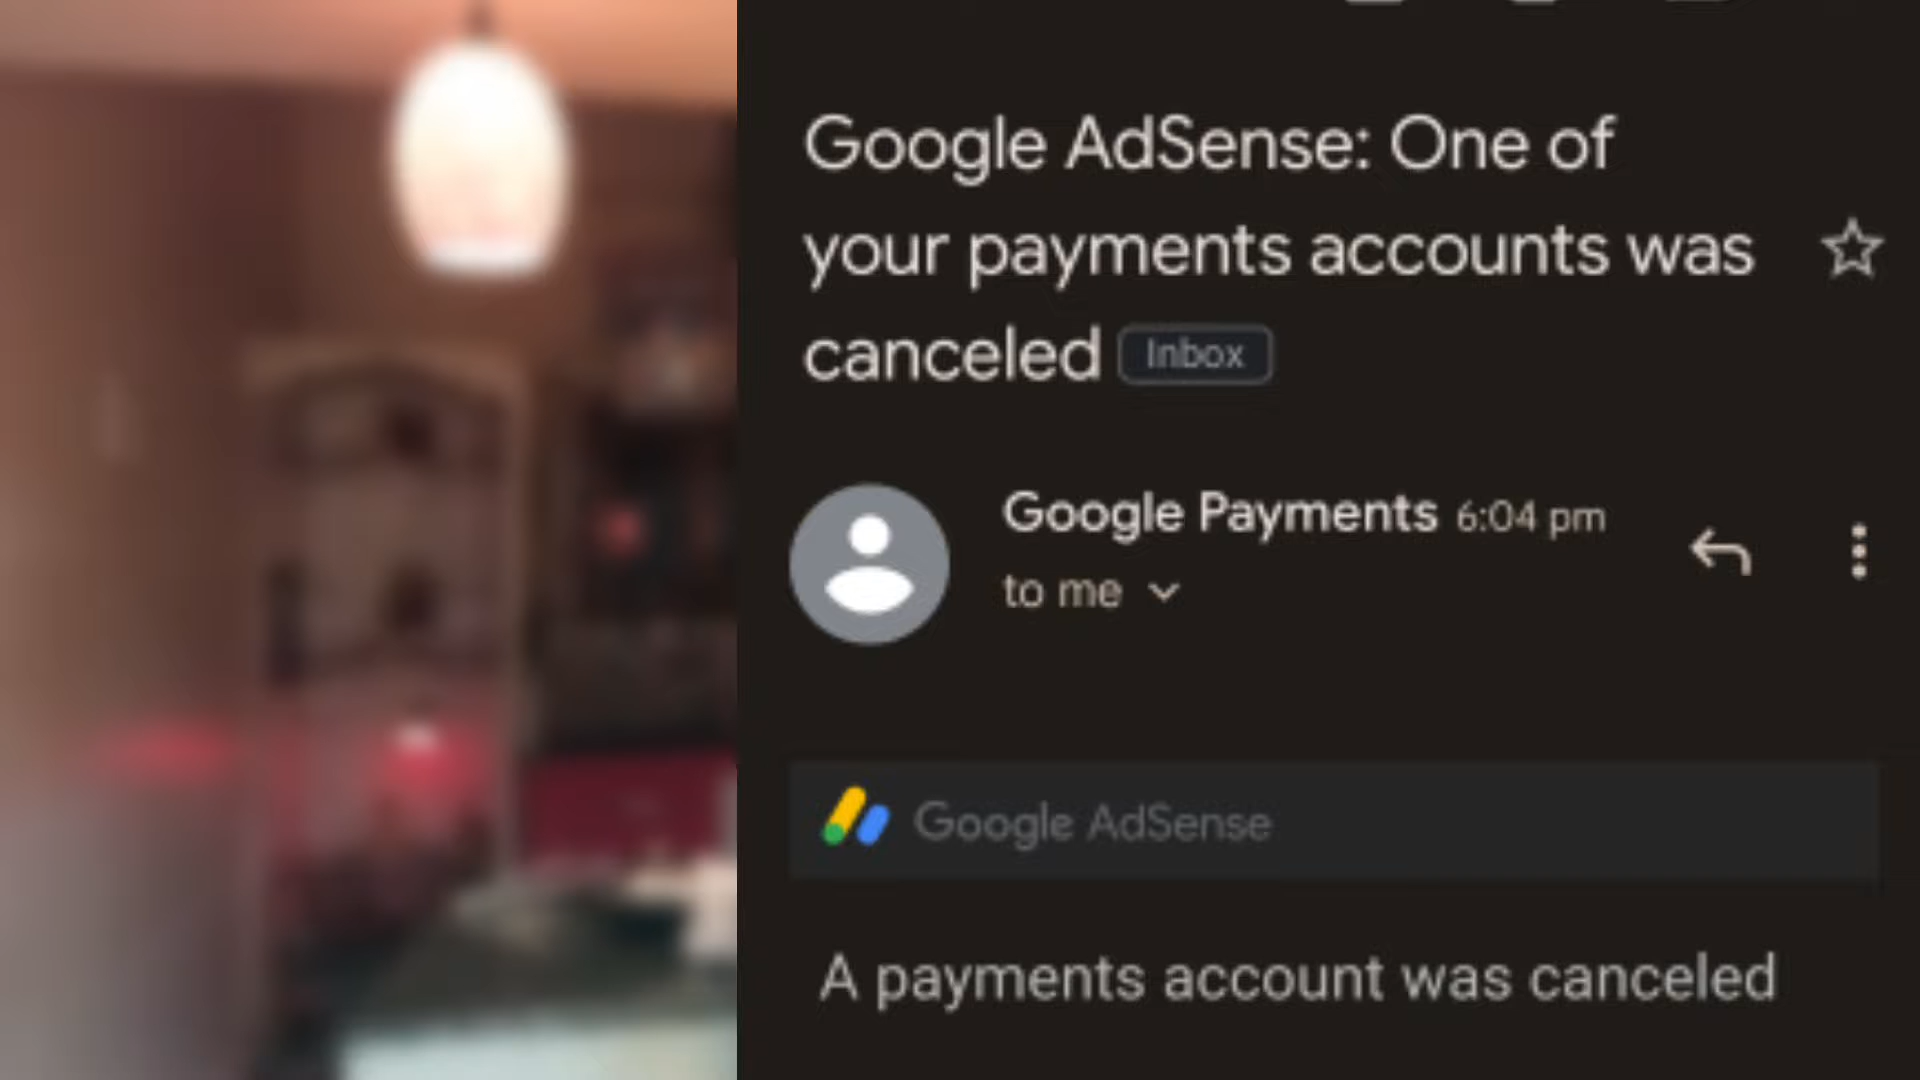 Google AdSense: One of
your payments accounts was
canceled Inbox
Google Payments 6:04 pm
to me
Google AdSense
A payments account was canceled